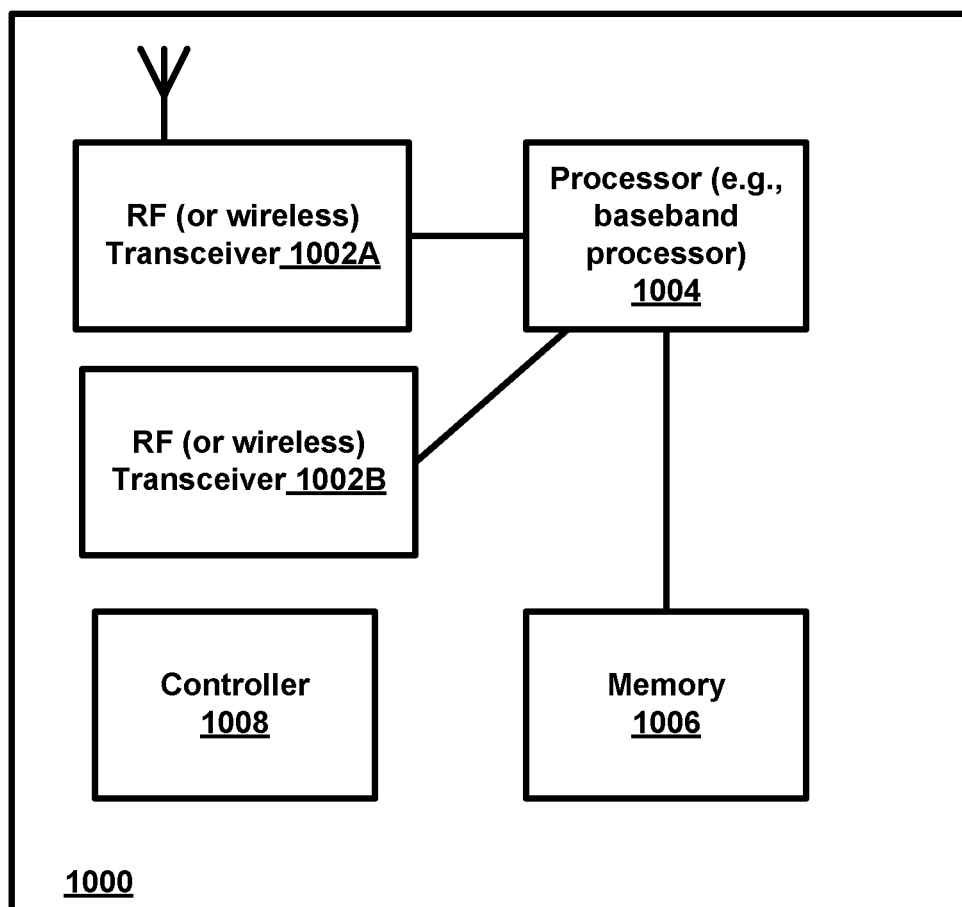 RF (or wireless)
Transceiver 1002A
Processor (e.g.,
baseband
processor)
1004
RF (or wireless)
Transceiver 1002B
Controller
1008
Memory
1006
1000